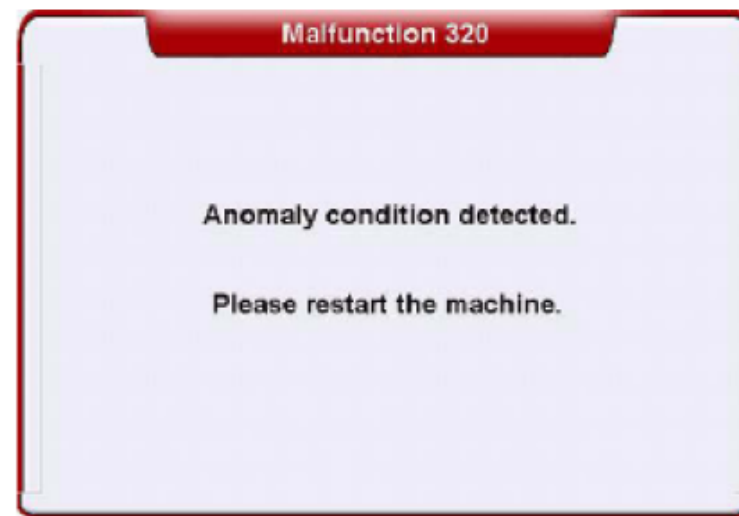 Malfunction 320
Anomaly condition detected.
Please restart the machine.